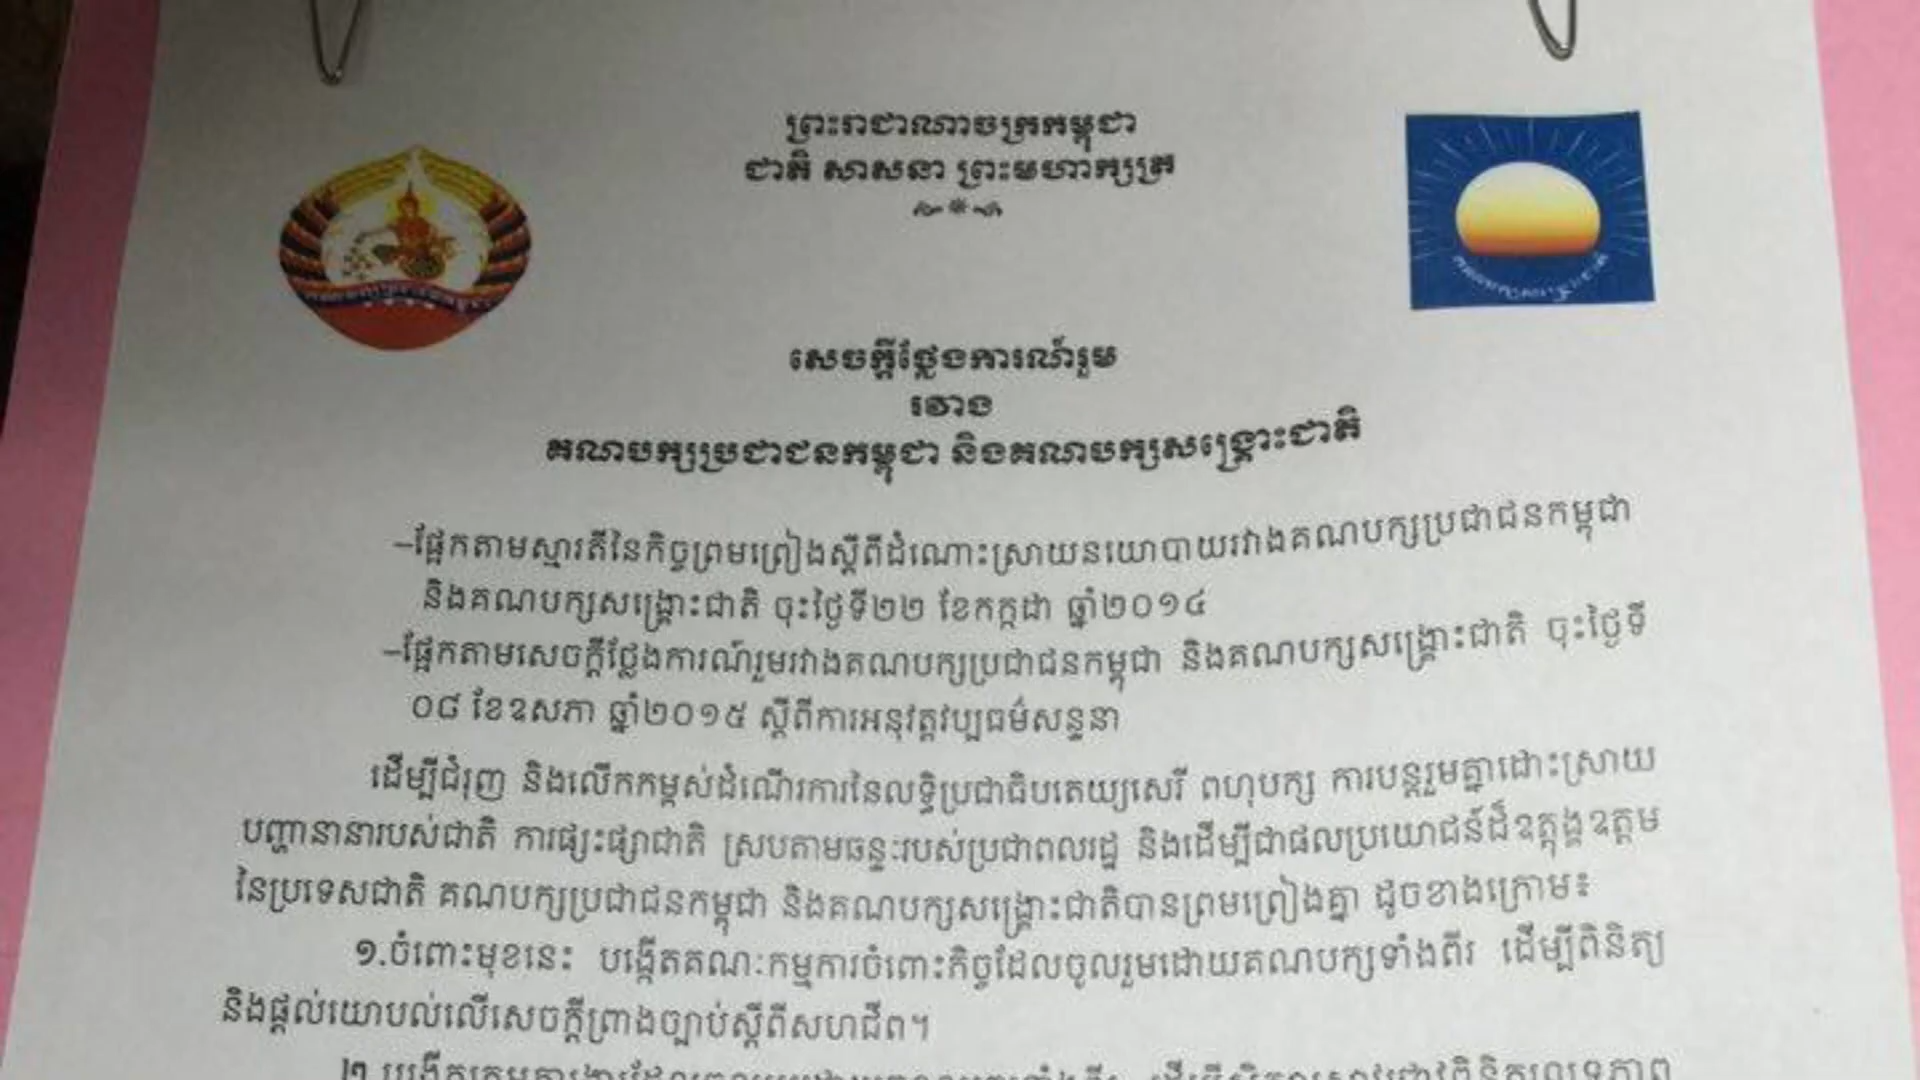 ព្រះរាជាណាចក្រកម្ពុជា
ជាតិ សាសនា ព្រះមហាក្សត្រ
សេចក្តីថ្លែងការណ៍រួម
រវាង
គណបក្សប្រជាជនកម្ពុជា និងគណបក្សសង្គ្រោះជាតិ
–ផ្អែកតាមស្មារតីនៃកិច្ចព្រមព្រៀងស្តីពីដំណោះស្រាយនយោបាយរវាងគណបក្សប្រជាជនកម្ពុជា
និងគណបក្សសង្គ្រោះជាតិ ចុះថ្ងៃទី២២ ខែកក្កដា ឆ្នាំ២០១៤
–ផ្អែកតាមសេចក្តីថ្លែងការណ៍រួមរវាងគណបក្សប្រជាជនកម្ពុជា និងគណបក្សសង្គ្រោះជាតិ ចុះថ្ងៃទី
០៨ ខែឧសភា ឆ្នាំ២០១៥ ស្តីពីការអនុវត្តវប្បធម៌សន្ទនា
ដើម្បីជំរុញ និងលើកកម្ពស់ដំណើរការនៃលទ្ធិប្រជាធិបតេយ្យសេរី ពហុបក្ស ការបន្តរួមគ្នាដោះស្រាយ
បញ្ហានានារបស់ជាតិ ការផ្សះផ្សាជាតិ ស្របតាមឆន្ទៈរបស់ប្រជាពលរដ្ឋ និងដើម្បីជាផលប្រយោជន៍ដ៏ឧត្តុង្គឧត្តម
នៃប្រទេសជាតិ គណបក្សប្រជាជនកម្ពុជា និងគណបក្សសង្គ្រោះជាតិបានព្រមព្រៀងគ្នា ដូចខាងក្រោម៖
១.ចំពោះមុខនេះ បង្កើតគណៈកម្មការចំពោះកិច្ចដែលចូលរួមដោយគណបក្សទាំងពីរ ដើម្បីពិនិត្យ
និងផ្តល់យោបល់លើសេចក្តីព្រាងច្បាប់ស្តីពីសហជីព។